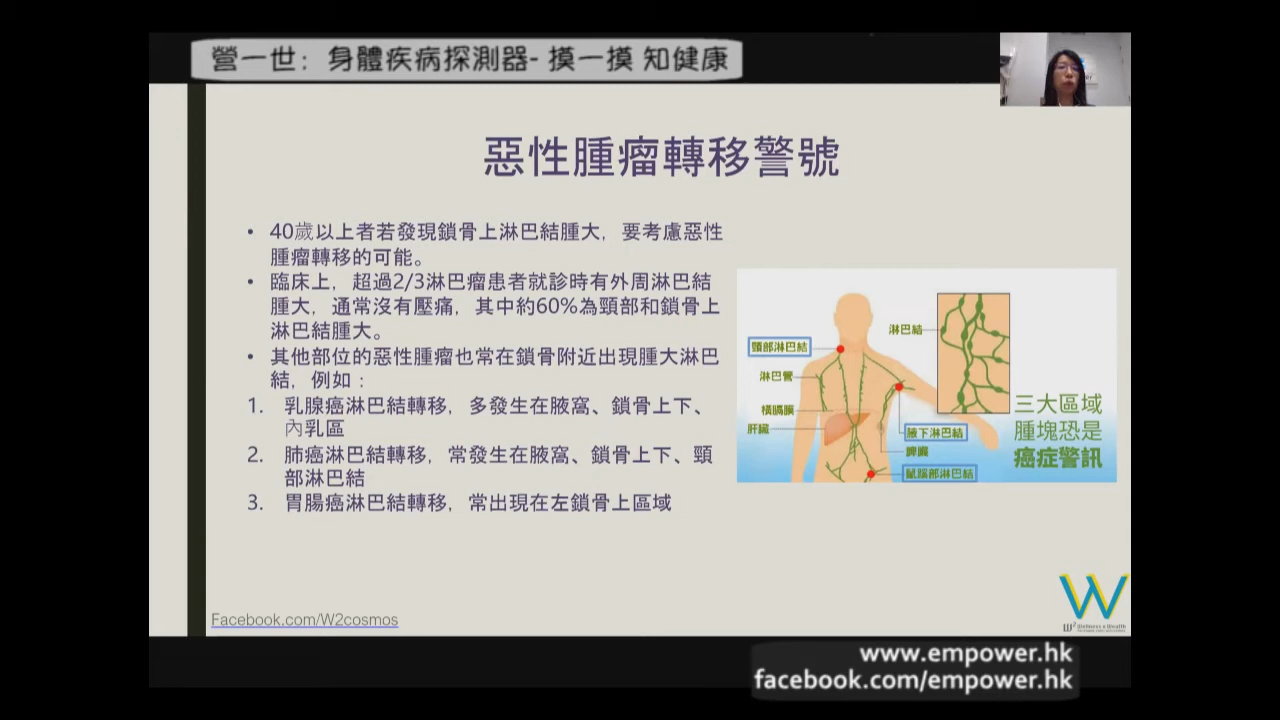 營一世：身體疾病探測器- 摸一摸 知健康
惡性腫瘤轉移警號
• 40歲以上者若發現鎖骨上淋巴結腫大，要考慮惡性
腫瘤轉移的可能。
• 臨床上，超過2/3淋巴瘤患者就診時有外周淋巴結
腫大，通常沒有壓痛，其中約60%為頸部和鎖骨上
淋巴結腫大。
• 其他部位的惡性腫瘤也常在鎖骨附近出現腫大淋巴
結，例如：
1. 乳腺癌淋巴結轉移，多發生在腋窩、鎖骨上下、
內乳區
2. 肺癌淋巴結轉移，常發生在腋窩、鎖骨上下、頸
部淋巴結
3. 胃腸癌淋巴結轉移，常出現在左鎖骨上區域
淋巴結
頸部淋巴結
淋巴管
橫膈膜
肝臟
腋下淋巴結
脾臟
鼠蹊部淋巴結
三大區域
腫塊恐是
癌症警訊
Facebook.com/W2cosmos
www.empower.hk
facebook.com/empower.hk